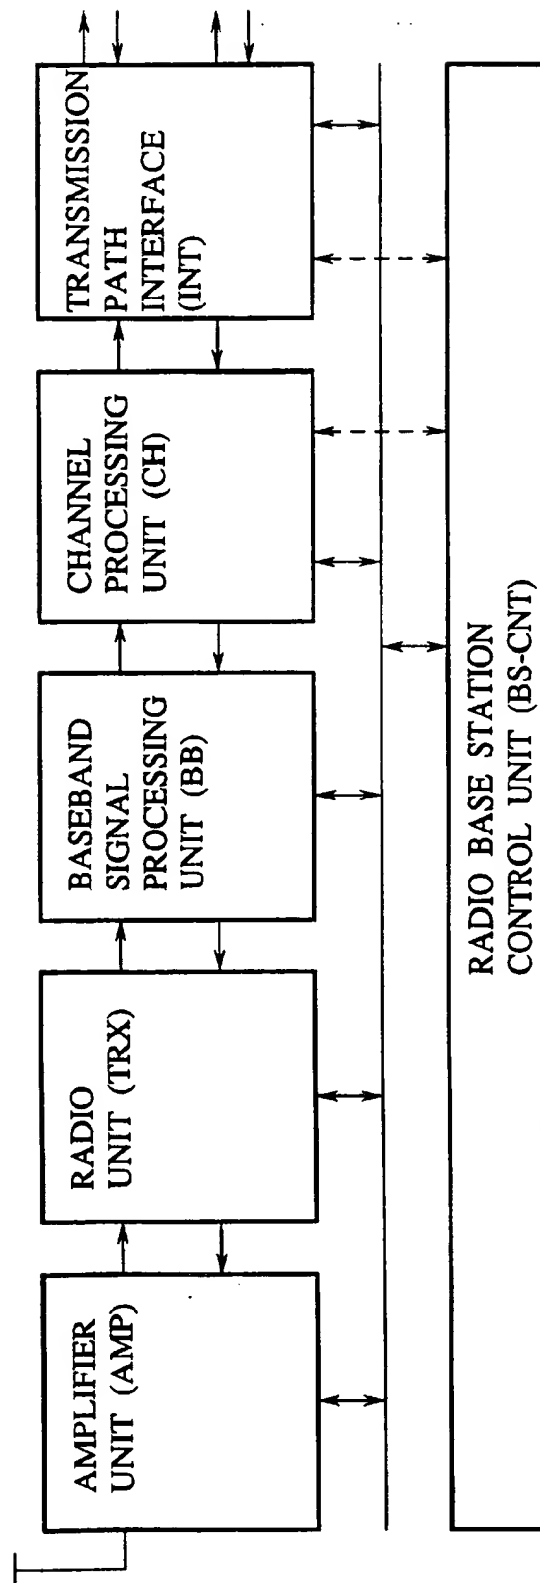 AMPLIFIER
UNIT (AMP)
RADIO
UNIT (TRX)
BASEBAND
SIGNAL
PROCESSING
UNIT (BB)
CHANNEL
PROCESSING
UNIT (CH)
TRANSMISSION
PATH
INTERFACE
(INT)
RADIO BASE STATION
CONTROL UNIT (BS-CNT)